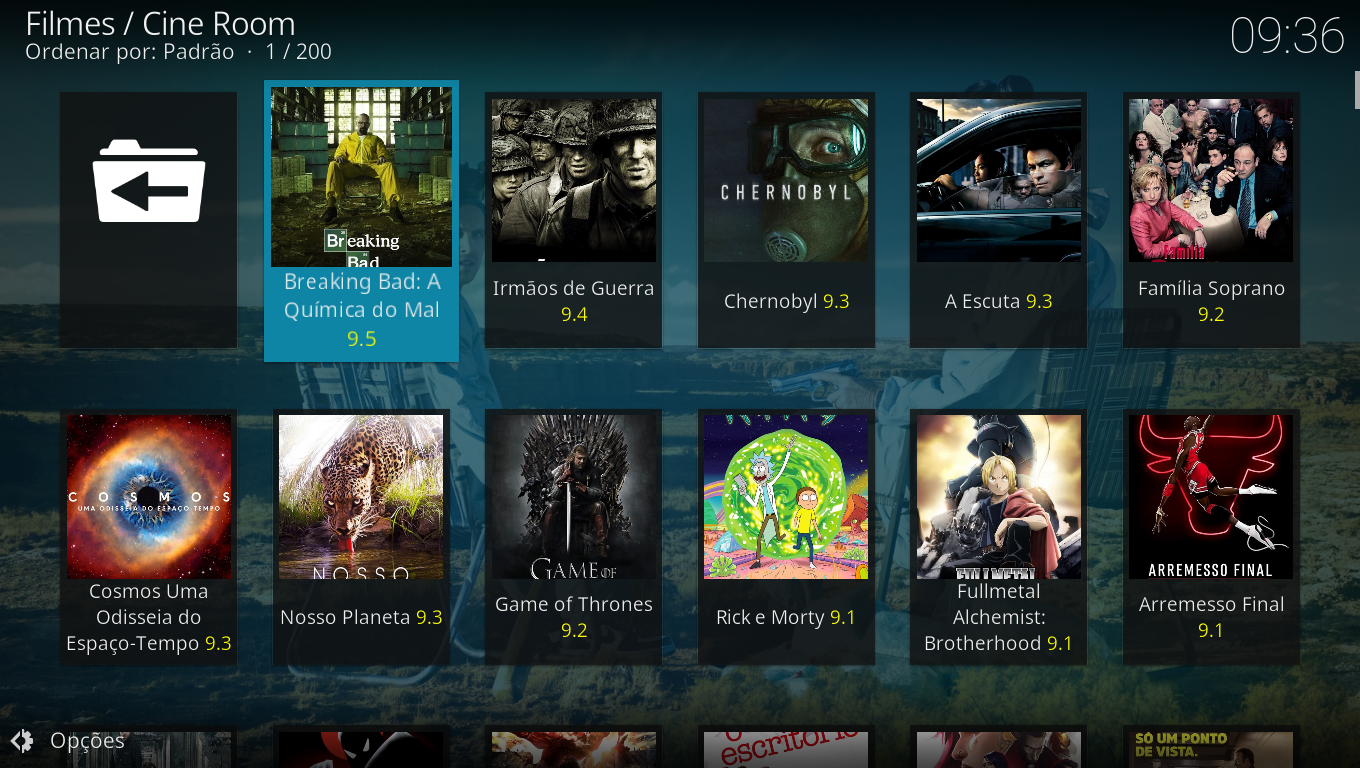 Filmes / Cine Room
Ordenar por: Padrão · 1 / 200
09:36
Breaking
Bad
Breaking Bad: A
Química do Mal
9.5
Irmãos de Guerra
9.4
CHERNOBYL
Chernobyl 9.3
A Escuta 9.3
Família
Família Soprano
9.2
COSMOS
UMA ODISSEIA DO ESPAÇO TEMPO
Cosmos Uma
Odisseia do
Espaço-Tempo 9.3
NOSSO
Nosso Planeta 9.3
GAME OF
Game of Thrones
9.2
Rick e Morty 9.1
FULLMETAL
Fullmetal
Alchemist:
Brotherhood 9.1
ARREMESSO FINAL
Arremesso Final
9.1
Opções
escritório
SÓ UM PONTO
DE VISTA.